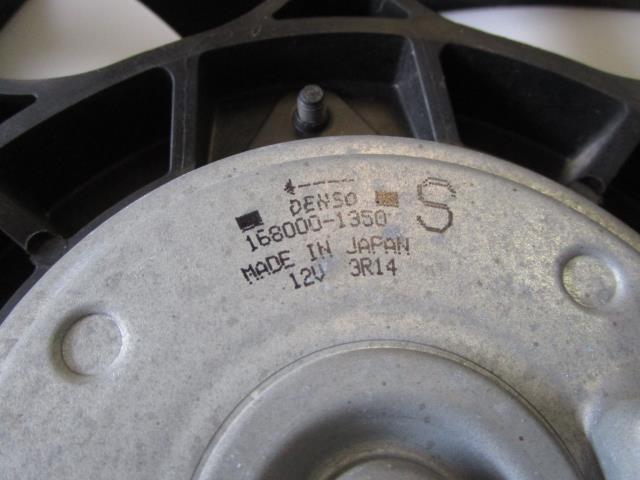 DENSO
168000-1350 S
MADE IN JAPAN
12V 3R14